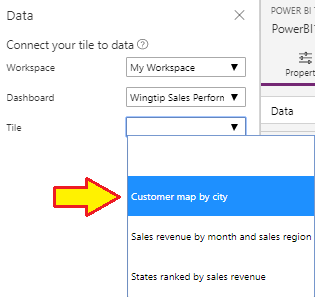 Data
Connect your tile to data ?
Workspace
My Workspace
Dashboard
Wingtip Sales Perforn
Tile
Customer map by city
Sales revenue by month and sales region
States ranked by sales revenue
POWER BI
PowerBI
Propert
Data